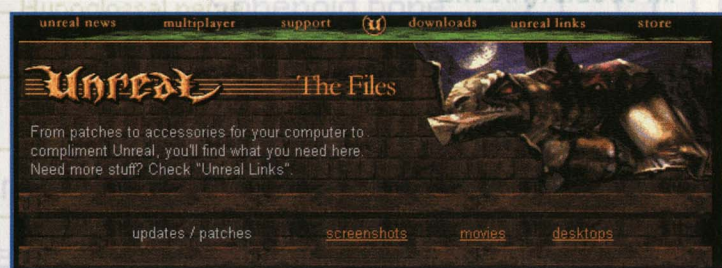 unreal news multiplayer support U downloads unreal links store
Unreal The Files
From patches to accessories for your computer to
compliment Unreal, you'll find what you need here.
Need more stuff? Check "Unreal Links".
updates / patches screenshots movies desktops